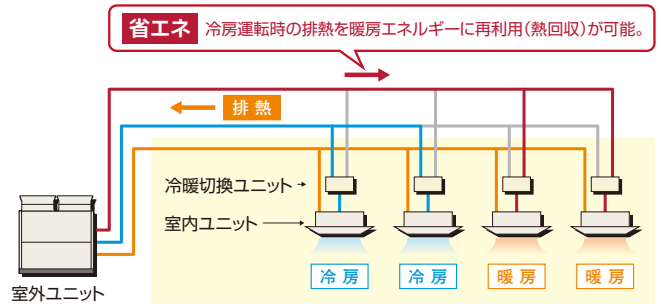 省エネ 冷房運転時の排熱を暖房エネルギーに再利用(熱回収)が可能。
排熱
冷暖切換ユニット
室内ユニット
冷房 冷房 暖房 暖房
室外ユニット